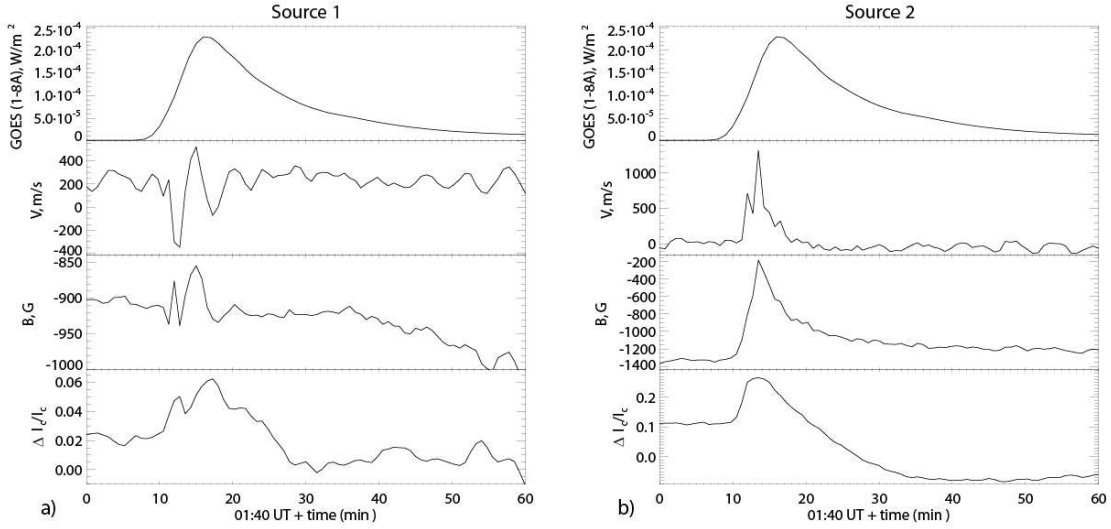 Source 1
GOES (1-8A), W/m²
2.5·10⁻⁴
2.0·10⁻⁴
1.5·10⁻⁴
1.0·10⁻⁴
5.0·10⁻⁵
0
V, m/s
400
200
0
-200
-400
B, G
-850
-900
-950
-1000
Δ I_c/I_c
0.06
0.04
0.02
0.00
0 10 20 30 40 50 60
a) 01:40 UT + time (min )
Source 2
GOES (1-8A), W/m²
2.5·10⁻⁴
2.0·10⁻⁴
1.5·10⁻⁴
1.0·10⁻⁴
5.0·10⁻⁵
0
V, m/s
1000
500
0
B, G
-200
-400
-600
-800
-1000
-1200
-1400
Δ I_c/I_c
0.2
0.1
0.0
0 10 20 30 40 50 60
b) 01:40 UT + time (min )